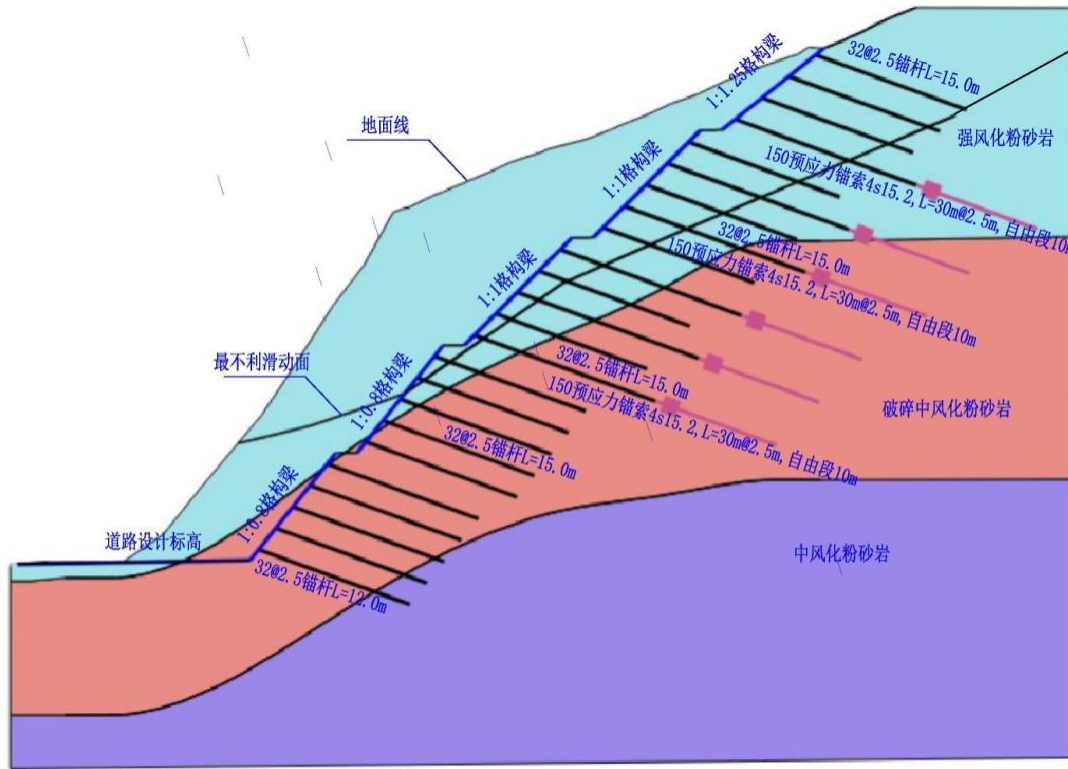 32@2.5锚杆L=15.0m
1:1.25格构梁
地面线
强风化粉砂岩
150预应力锚索4s15.2,L=30m@2.5m,自由段10m
1:1格构梁
32@2.5锚杆L=15.0m
150预应力锚索4s15.2,L=30m@2.5m,自由段10m
1:1格构梁
最不利滑动面
32@2.5锚杆L=15.0m
150预应力锚索4s15.2,L=30m@2.5m,自由段10m
1:0.8格构梁
破碎中风化粉砂岩
32@2.5锚杆L=15.0m
1:0.8格构梁
道路设计标高
中风化粉砂岩
32@2.5锚杆L=12.0m